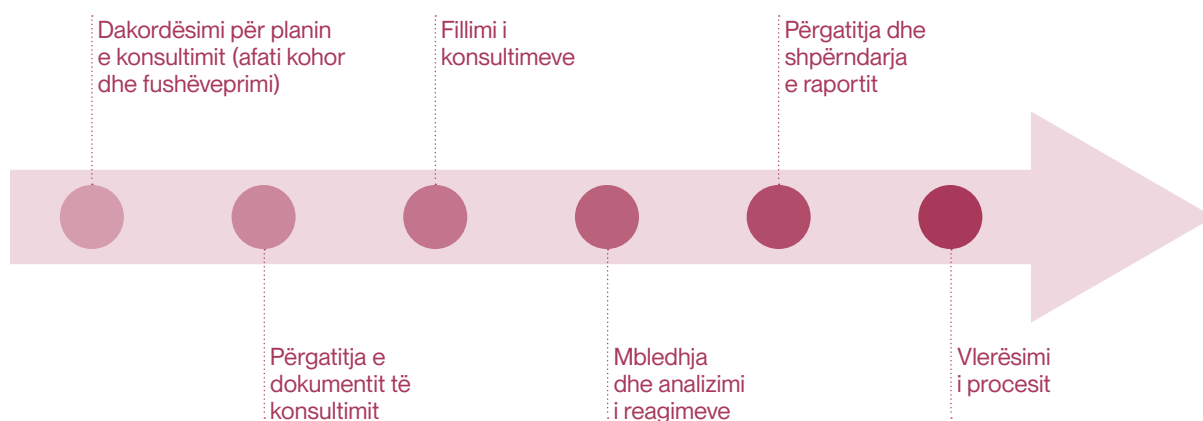 Dakordësimi për planin
e konsultimit (afati kohor
dhe fushëveprimi)
Fillimi i
konsultimeve
Përgatitja dhe
shpërndarja
e raportit
Përgatitja e
dokumentit të
konsultimit
Mbledhja
dhe analizimi
i reagimeve
Vlerësimi
i procesit